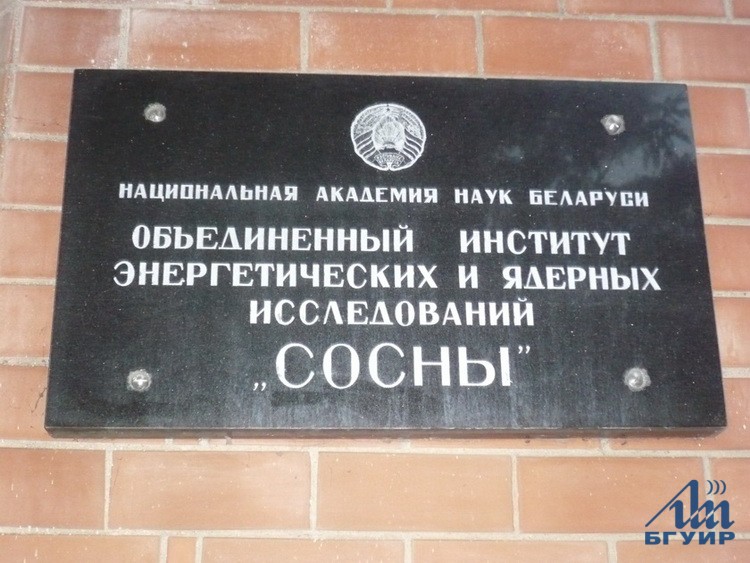 НАЦИОНАЛЬНАЯ АКАДЕМИЯ НАУК БЕЛАРУСИ
ОБЪЕДИНЕННЫЙ ИНСТИТУТ
ЭНЕРГЕТИЧЕСКИХ И ЯДЕРНЫХ
ИССЛЕДОВАНИЙ
„СОСНЫ"
БГУИР